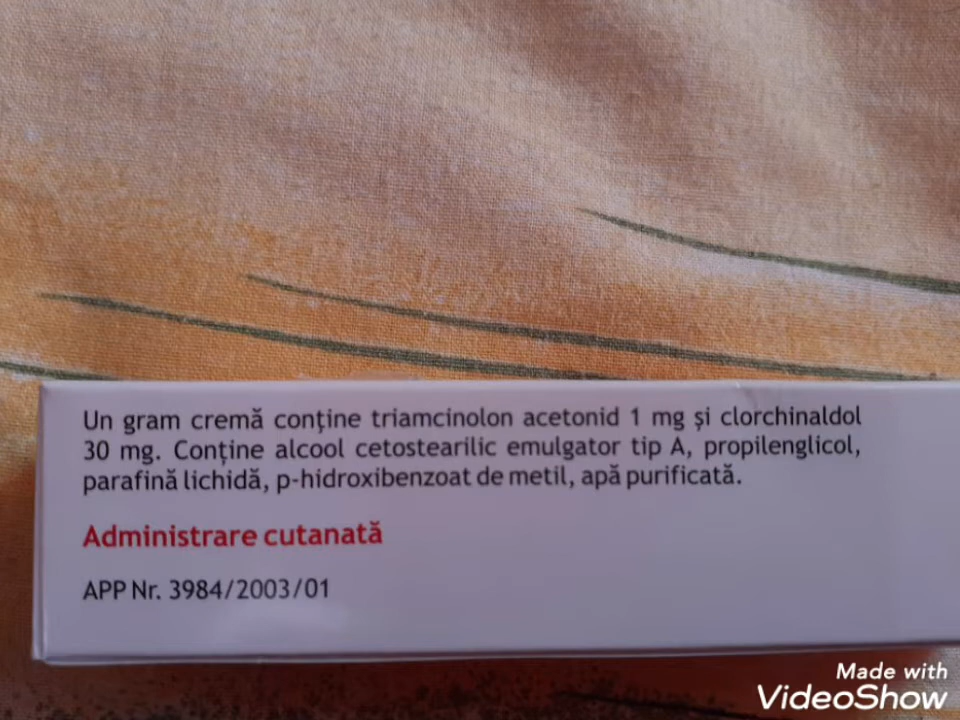 Un gram cremă conține triamcinolon acetonid 1 mg și clorchinaldol
30 mg. Conține alcool cetostearilic emulgator tip A, propilenglicol,
parafină lichidă, p-hidroxibenzoat de metil, apă purificată.
Administrare cutanată
APP Nr. 3984/2003/01
Made with
VideoShow